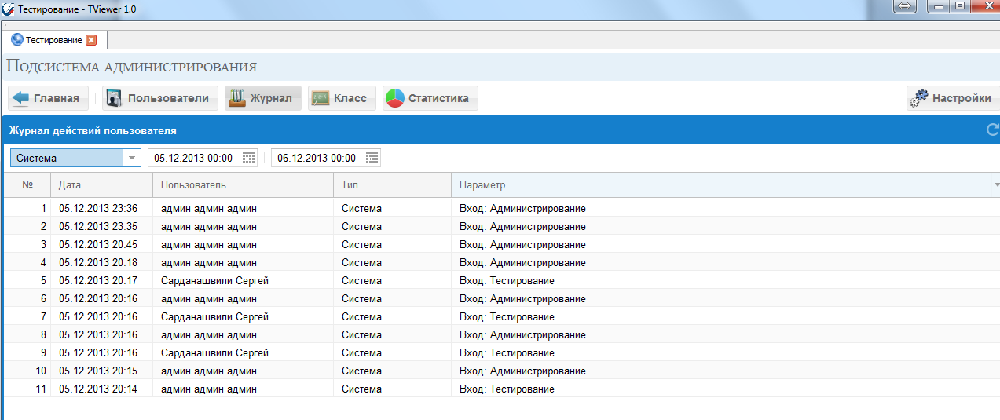 Тестирование - TViewer 1.0
Тестирование
Подсистема администрирования
Главная Пользователи Журнал Класс Статистика Настройки
Журнал действий пользователя
Система 05.12.2013 00:00 06.12.2013 00:00
№ Дата Пользователь Тип Параметр
1 05.12.2013 23:36 админ админ админ Система Вход: Администрирование
2 05.12.2013 23:35 админ админ админ Система Вход: Администрирование
3 05.12.2013 20:45 админ админ админ Система Вход: Администрирование
4 05.12.2013 20:18 админ админ админ Система Вход: Администрирование
5 05.12.2013 20:17 Сарданашвили Сергей Система Вход: Тестирование
6 05.12.2013 20:16 админ админ админ Система Вход: Администрирование
7 05.12.2013 20:16 Сарданашвили Сергей Система Вход: Тестирование
8 05.12.2013 20:16 админ админ админ Система Вход: Администрирование
9 05.12.2013 20:16 Сарданашвили Сергей Система Вход: Тестирование
10 05.12.2013 20:15 админ админ админ Система Вход: Администрирование
11 05.12.2013 20:14 админ админ админ Система Вход: Тестирование